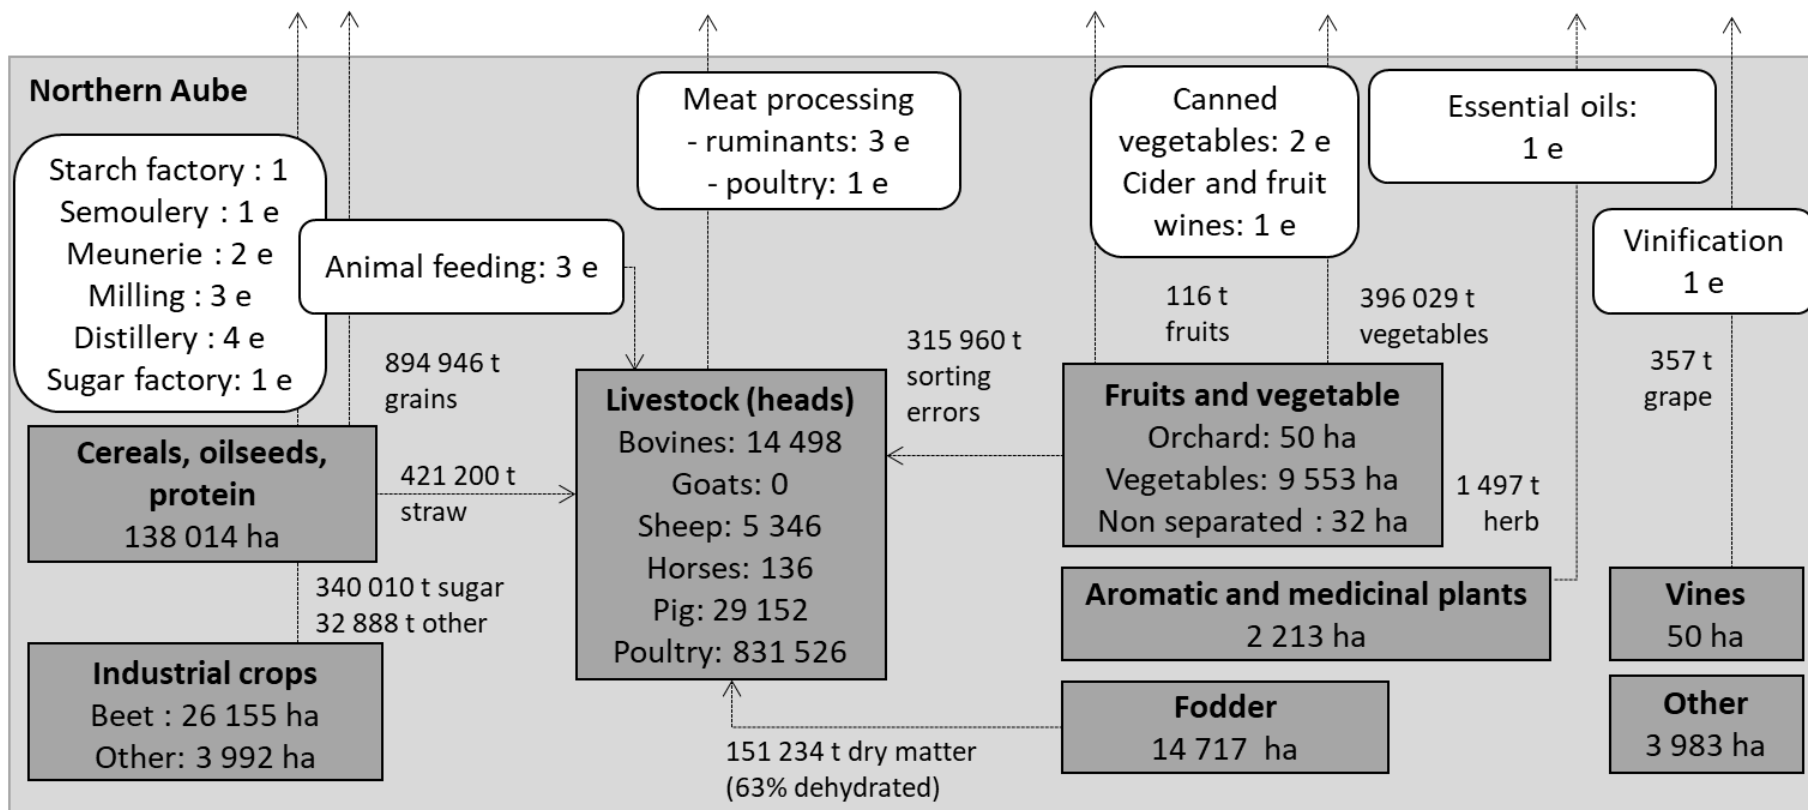 Northern Aube
Starch factory : 1
Semoulery : 1 e
Meunerie : 2 e
Milling : 3 e
Distillery : 4 e
Sugar factory: 1 e
Animal feeding: 3 e
Meat processing
- ruminants: 3 e
- poultry: 1 e
Canned
vegetables: 2 e
Cider and fruit
wines: 1 e
Essential oils:
1 e
Vinification
1 e
894 946 t
grains
315 960 t
sorting
errors
116 t
fruits
396 029 t
vegetables
357 t
grape
Cereals, oilseeds,
protein
138 014 ha
421 200 t
straw
Livestock (heads)
Bovines: 14 498
Goats: 0
Sheep: 5 346
Horses: 136
Pig: 29 152
Poultry: 831 526
Fruits and vegetable
Orchard: 50 ha
Vegetables: 9 553 ha
Non separated : 32 ha
1 497 t
herb
340 010 t sugar
32 888 t other
Aromatic and medicinal plants
2 213 ha
Vines
50 ha
Industrial crops
Beet : 26 155 ha
Other: 3 992 ha
151 234 t dry matter
(63% dehydrated)
Fodder
14 717 ha
Other
3 983 ha